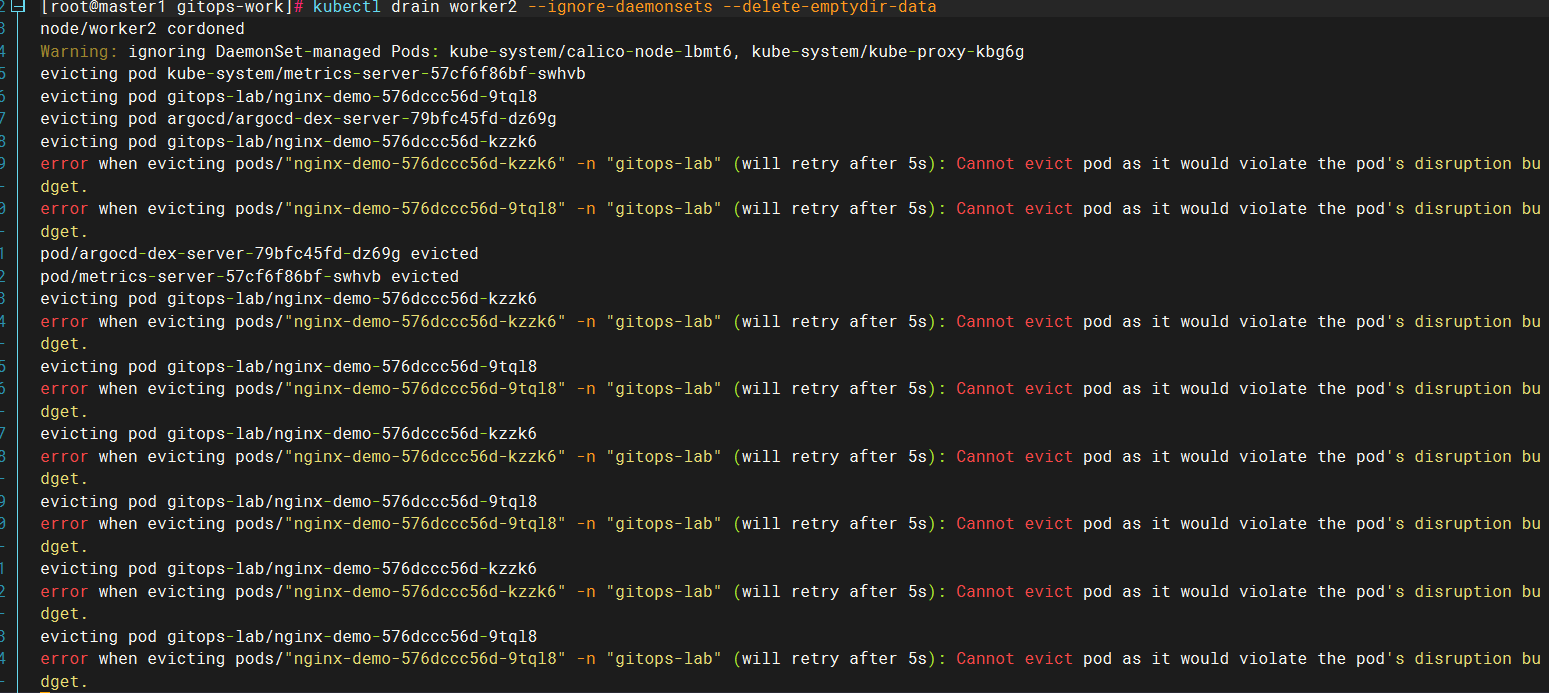 [root@master1 gitops-work]# kubectl drain worker2 --ignore-daemonsets --delete-emptydir-data
node/worker2 cordoned
Warning: ignoring DaemonSet-managed Pods: kube-system/calico-node-lbmt6, kube-system/kube-proxy-kbg6g
evicting pod kube-system/metrics-server-57cf6f86bf-swhvb
evicting pod gitops-lab/nginx-demo-576dccc56d-9tql8
evicting pod argocd/argocd-dex-server-79bfc45fd-dz69g
evicting pod gitops-lab/nginx-demo-576dccc56d-kzzk6
error when evicting pods/"nginx-demo-576dccc56d-kzzk6" -n "gitops-lab" (will retry after 5s): Cannot evict pod as it would violate the pod's disruption bu
dget.
error when evicting pods/"nginx-demo-576dccc56d-9tql8" -n "gitops-lab" (will retry after 5s): Cannot evict pod as it would violate the pod's disruption bu
dget.
pod/argocd-dex-server-79bfc45fd-dz69g evicted
pod/metrics-server-57cf6f86bf-swhvb evicted
evicting pod gitops-lab/nginx-demo-576dccc56d-kzzk6
error when evicting pods/"nginx-demo-576dccc56d-kzzk6" -n "gitops-lab" (will retry after 5s): Cannot evict pod as it would violate the pod's disruption bu
dget.
evicting pod gitops-lab/nginx-demo-576dccc56d-9tql8
error when evicting pods/"nginx-demo-576dccc56d-9tql8" -n "gitops-lab" (will retry after 5s): Cannot evict pod as it would violate the pod's disruption bu
dget.
evicting pod gitops-lab/nginx-demo-576dccc56d-kzzk6
error when evicting pods/"nginx-demo-576dccc56d-kzzk6" -n "gitops-lab" (will retry after 5s): Cannot evict pod as it would violate the pod's disruption bu
dget.
evicting pod gitops-lab/nginx-demo-576dccc56d-9tql8
error when evicting pods/"nginx-demo-576dccc56d-9tql8" -n "gitops-lab" (will retry after 5s): Cannot evict pod as it would violate the pod's disruption bu
dget.
evicting pod gitops-lab/nginx-demo-576dccc56d-kzzk6
error when evicting pods/"nginx-demo-576dccc56d-kzzk6" -n "gitops-lab" (will retry after 5s): Cannot evict pod as it would violate the pod's disruption bu
dget.
evicting pod gitops-lab/nginx-demo-576dccc56d-9tql8
error when evicting pods/"nginx-demo-576dccc56d-9tql8" -n "gitops-lab" (will retry after 5s): Cannot evict pod as it would violate the pod's disruption bu
dget.